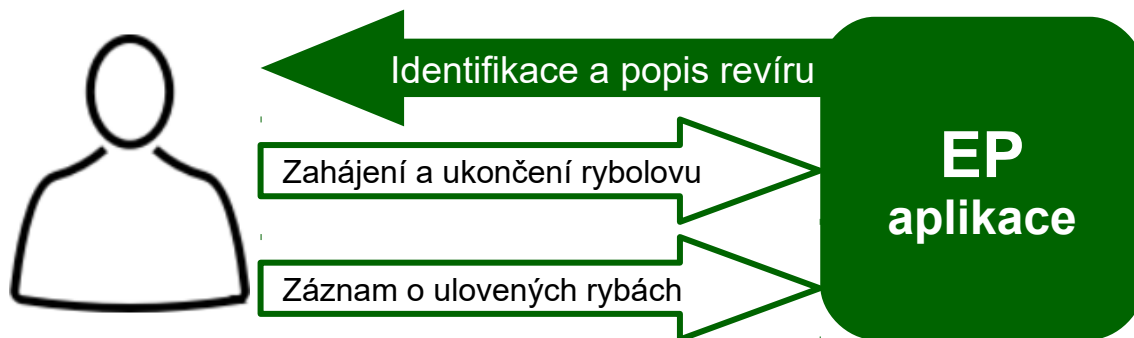 Identifikace a popis revíru
Zahájení a ukončení rybolovu
Záznam o ulovených rybách
EP
aplikace